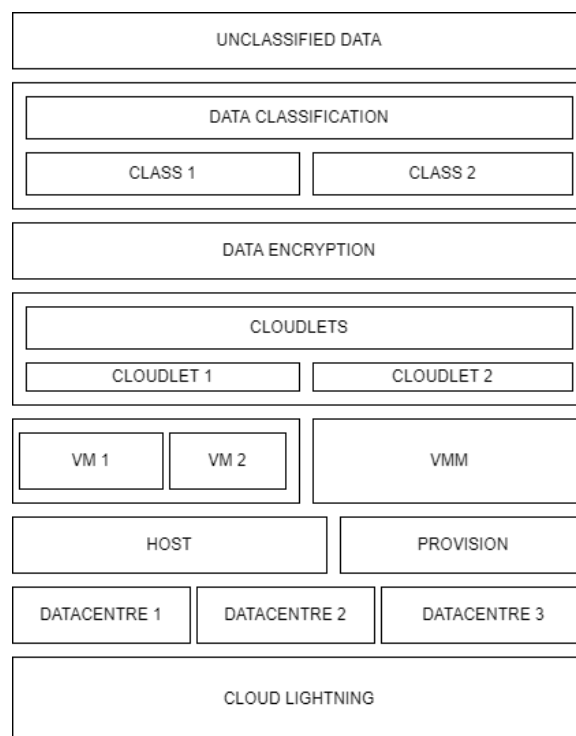 UNCLASSIFIED DATA
DATA CLASSIFICATION
CLASS 1
CLASS 2
DATA ENCRYPTION
CLOUDLETS
CLOUDLET 1
CLOUDLET 2
VM 1
VM 2
VMM
HOST
PROVISION
DATACENTRE 1
DATACENTRE 2
DATACENTRE 3
CLOUD LIGHTNING